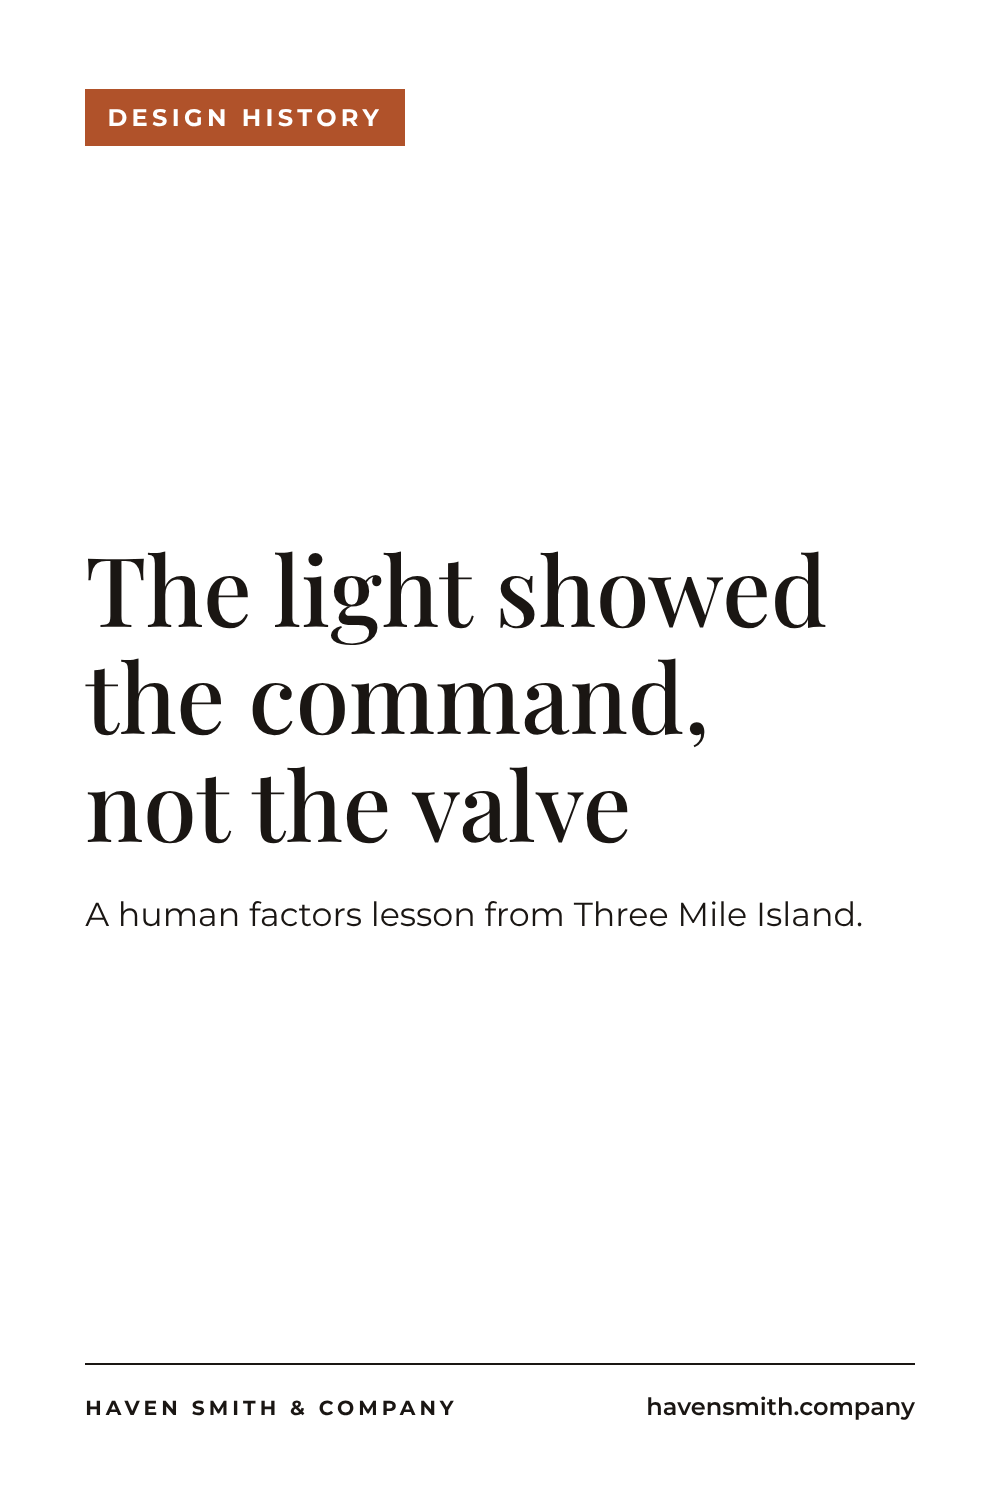 DESIGN HISTORY
The light showed
the command,
not the valve
A human factors lesson from Three Mile Island.
HAVEN SMITH & COMPANY
havensmith.company